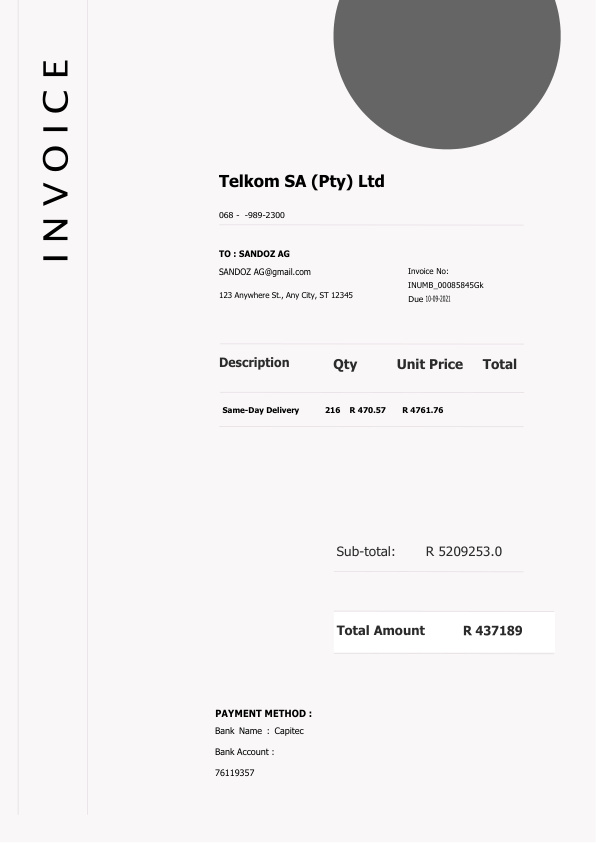 INVOICE
Telkom SA (Pty) Ltd
068 - -989-2300
TO : SANDOZ AG
SANDOZ AG@gmail.com
123 Anywhere St., Any City, ST 12345
Invoice No:
INUMB_00085845Gk
Due 10-09-2021
Description Qty Unit Price Total
Same-Day Delivery 216 R 470.57 R 4761.76
Sub-total: R 5209253.0
Total Amount R 437189
PAYMENT METHOD :
Bank Name : Capitec
Bank Account :
76119357